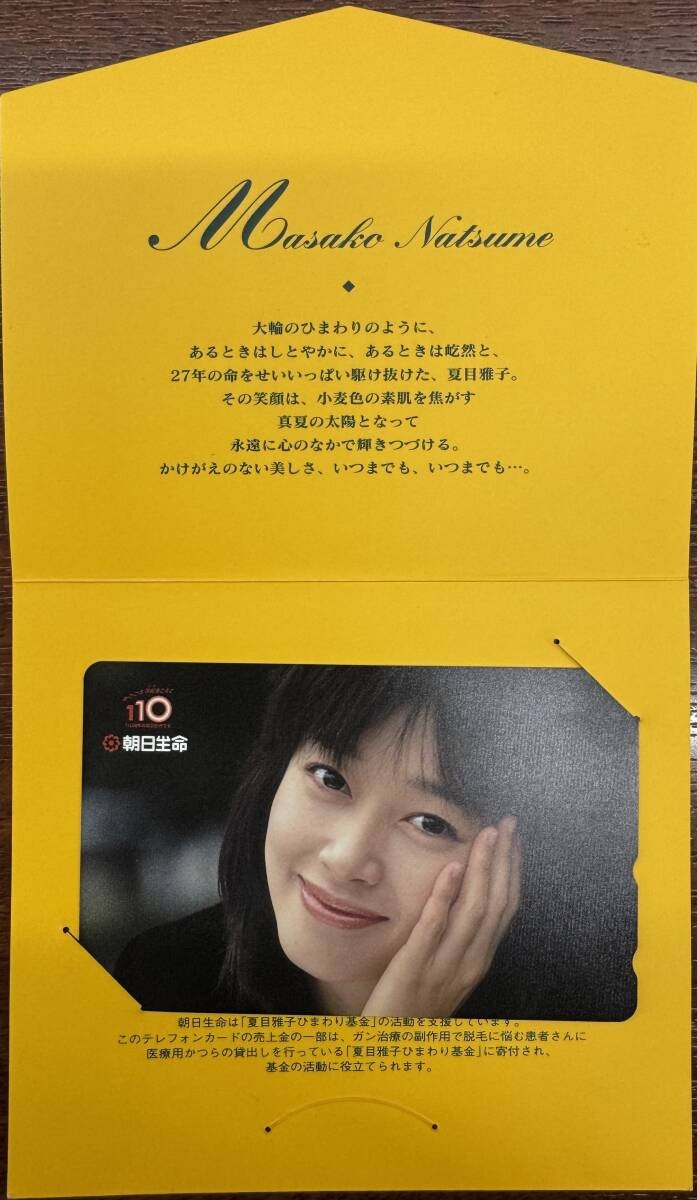 Masako Natsume
大輪のひまわりのように、
あるときはしとやかに、あるときは屹然と、
27年の命をせいいっぱい駆け抜けた、夏目雅子。
その笑顔は、小麦色の素肌を焦がす
真夏の太陽となって
永遠に心のなかで輝きつづける。
かけがえのない美しさ、いつまでも、いつまでも…。
110
朝日生命
朝日生命は「夏目雅子ひまわり基金」の活動を支援しています。
このテレフォンカードの売上金の一部は、ガン治療の副作用で脱毛に悩む患者さんに
医療用かつらの貸出しを行っている「夏目雅子ひまわり基金」に寄付され、
基金の活動に役立てられます。